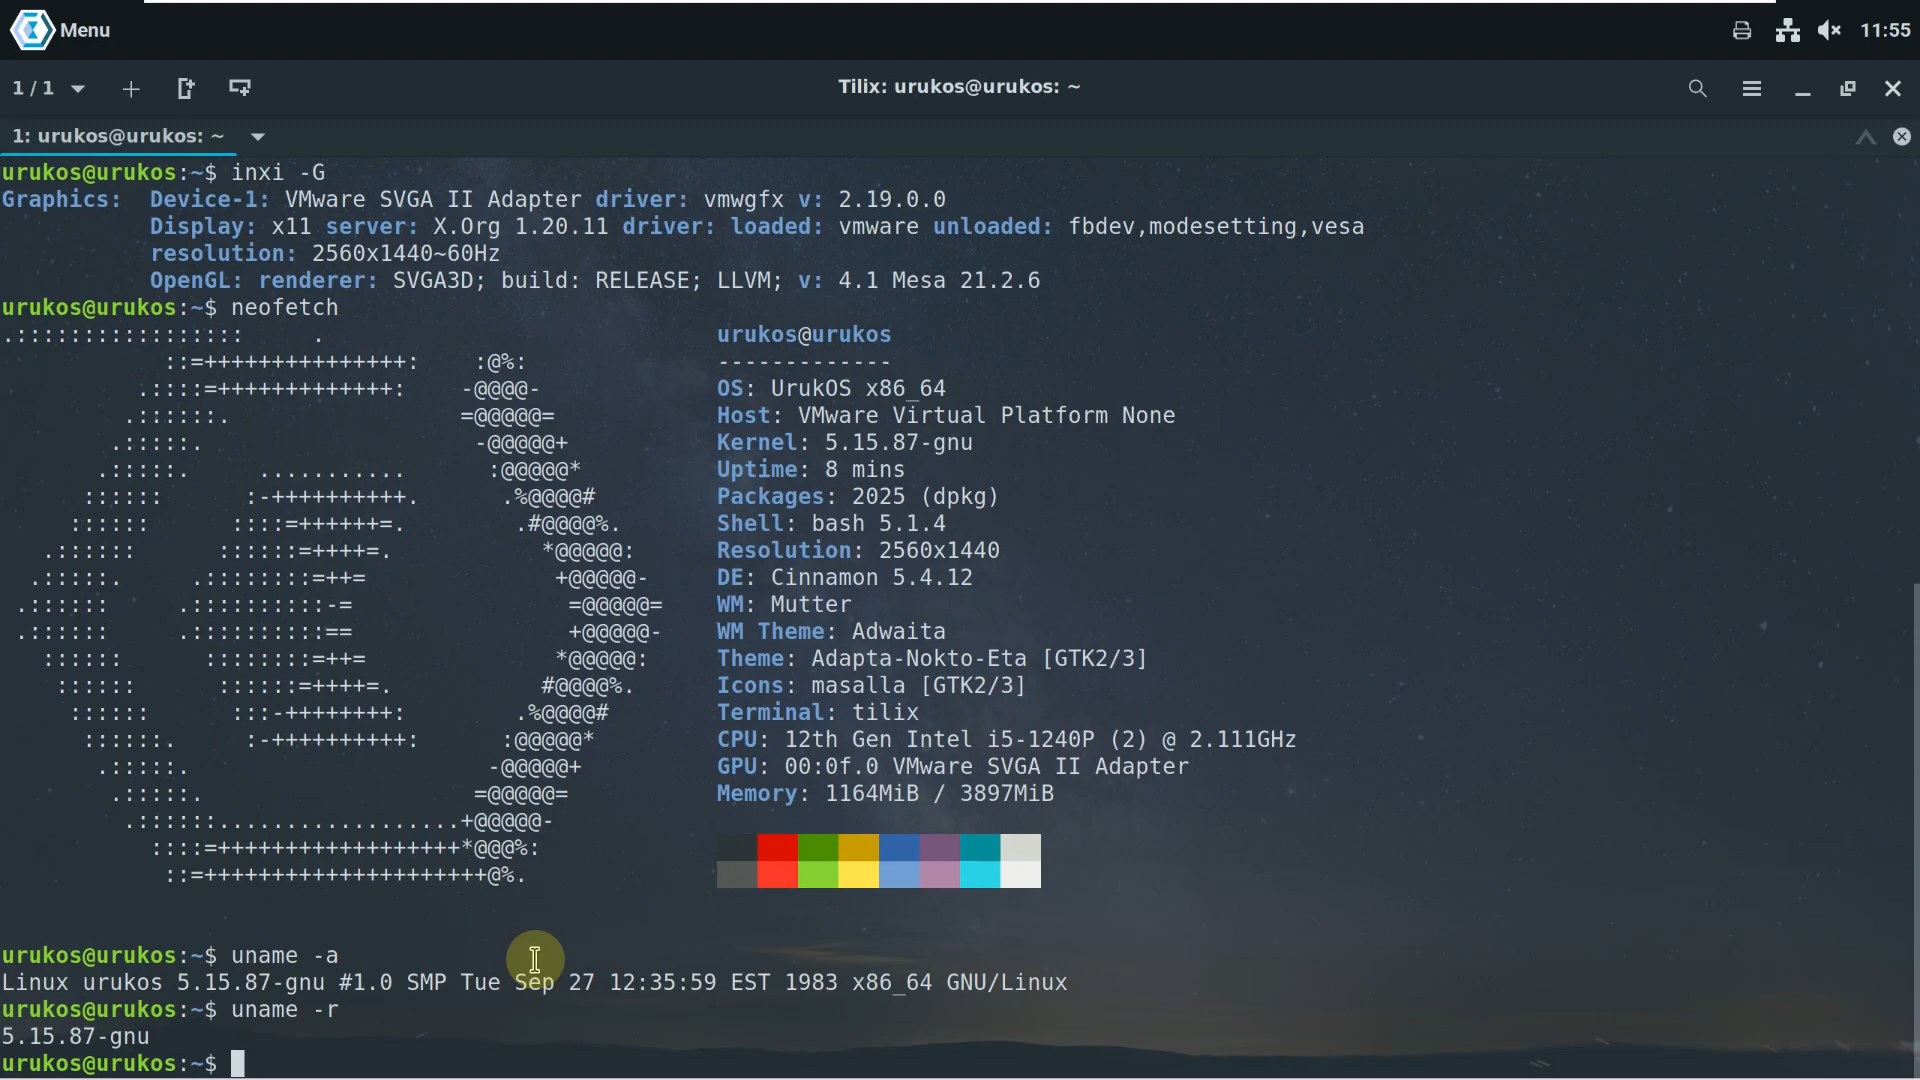 Menu
11:55
1 / 1
Tilix: urukos@urukos: ~
1: urukos@urukos: ~
urukos@urukos:~$ inxi -G
Graphics:  Device-1: VMware SVGA II Adapter driver: vmwgfx v: 2.19.0.0
Display: x11 server: X.Org 1.20.11 driver: loaded: vmware unloaded: fbdev,modesetting,vesa
resolution: 2560x1440~60Hz
OpenGL: renderer: SVGA3D; build: RELEASE; LLVM; v: 4.1 Mesa 21.2.6
urukos@urukos:~$ neofetch
urukos@urukos
-------------
OS: UrukOS x86_64
Host: VMware Virtual Platform None
Kernel: 5.15.87-gnu
Uptime: 8 mins
Packages: 2025 (dpkg)
Shell: bash 5.1.4
Resolution: 2560x1440
DE: Cinnamon 5.4.12
WM: Mutter
WM Theme: Adwaita
Theme: Adapta-Nokto-Eta [GTK2/3]
Icons: masalla [GTK2/3]
Terminal: tilix
CPU: 12th Gen Intel i5-1240P (2) @ 2.111GHz
GPU: 00:0f.0 VMware SVGA II Adapter
Memory: 1164MiB / 3897MiB
urukos@urukos:~$ uname -a
Linux urukos 5.15.87-gnu #1.0 SMP Tue Sep 27 12:35:59 EST 1983 x86_64 GNU/Linux
urukos@urukos:~$ uname -r
5.15.87-gnu
urukos@urukos:~$